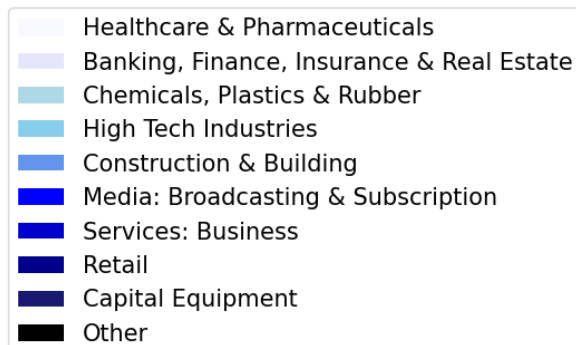 Healthcare & Pharmaceuticals
Banking, Finance, Insurance & Real Estate
Chemicals, Plastics & Rubber
High Tech Industries
Construction & Building
Media: Broadcasting & Subscription
Services: Business
Retail
Capital Equipment
Other